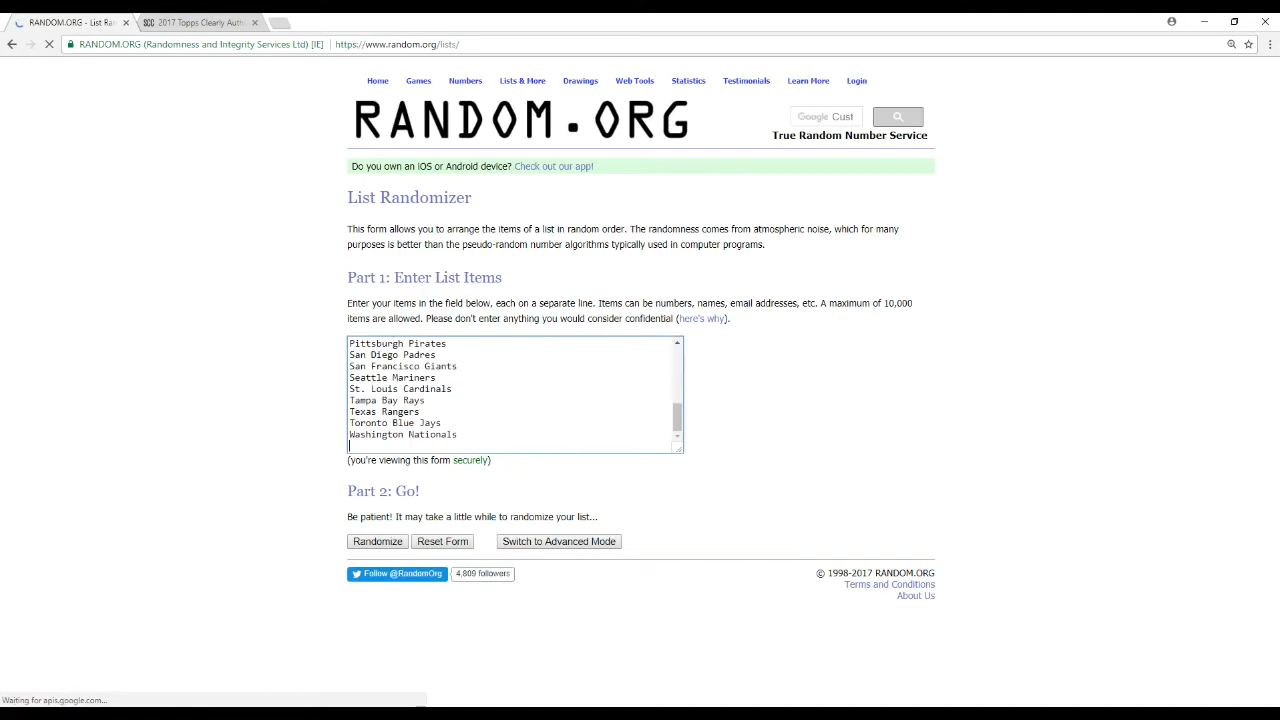 RANDOM.ORG - List Ra
2017 Topps Clearly Auth
RANDOM.ORG (Randomness and Integrity Services Ltd) [IE] https://www.random.org/lists/
Home Games Numbers Lists & More Drawings Web Tools Statistics Testimonials Learn More Login
RANDOM.ORG
Google Cust
True Random Number Service
Do you own an iOS or Android device? Check out our app!
List Randomizer
This form allows you to arrange the items of a list in random order. The randomness comes from atmospheric noise, which for many
purposes is better than the pseudo-random number algorithms typically used in computer programs.
Part 1: Enter List Items
Enter your items in the field below, each on a separate line. Items can be numbers, names, email addresses, etc. A maximum of 10,000
items are allowed. Please don't enter anything you would consider confidential (here's why).
Pittsburgh Pirates
San Diego Padres
San Francisco Giants
Seattle Mariners
St. Louis Cardinals
Tampa Bay Rays
Texas Rangers
Toronto Blue Jays
Washington Nationals
(you're viewing this form securely)
Part 2: Go!
Be patient! It may take a little while to randomize your list...
Randomize Reset Form Switch to Advanced Mode
Follow @RandomOrg 4,809 followers
© 1998-2017 RANDOM.ORG
Terms and Conditions
About Us
Waiting for apis.google.com...